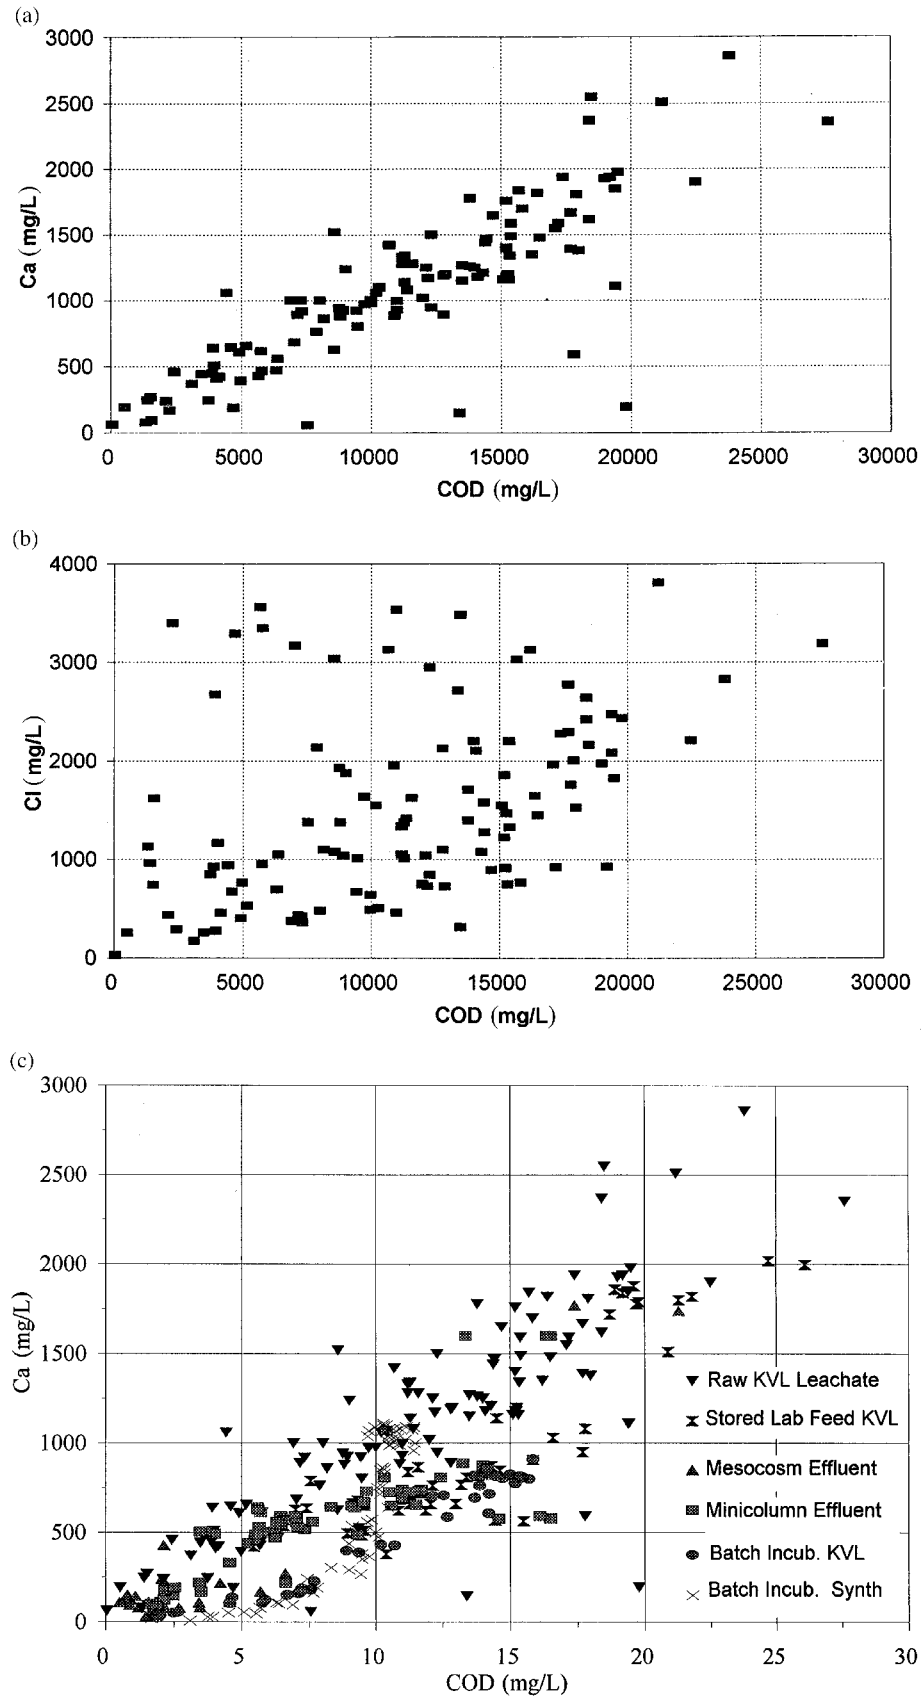 (a)
3000
2500
2000
1500
1000
500
0
Ca (mg/L)
0 5000 10000 15000 20000 25000 30000
COD (mg/L)
(b)
4000
3000
2000
1000
0
Cl (mg/L)
0 5000 10000 15000 20000 25000 30000
COD (mg/L)
(c)
3000
2500
2000
1500
1000
500
0
Ca (mg/L)
Raw KVL Leachate
Stored Lab Feed KVL
Mesocosm Effluent
Minicolumn Effluent
Batch Incub. KVL
Batch Incub. Synth
0 5 10 15 20 25 30
COD (mg/L)